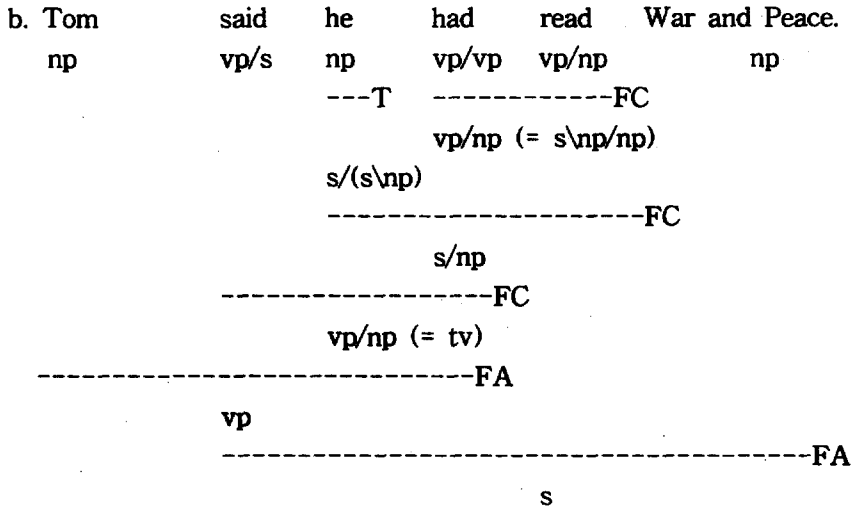 b. Tom said he had read War and Peace.
np vp/s np vp/vp vp/np np
---T ------------FC
vp/np (= s\np/np)
s/(s\np)
---------------------FC
s/np
------------------FC
vp/np (= tv)
-----------------------------FA
vp
---------------------------------------FA
s